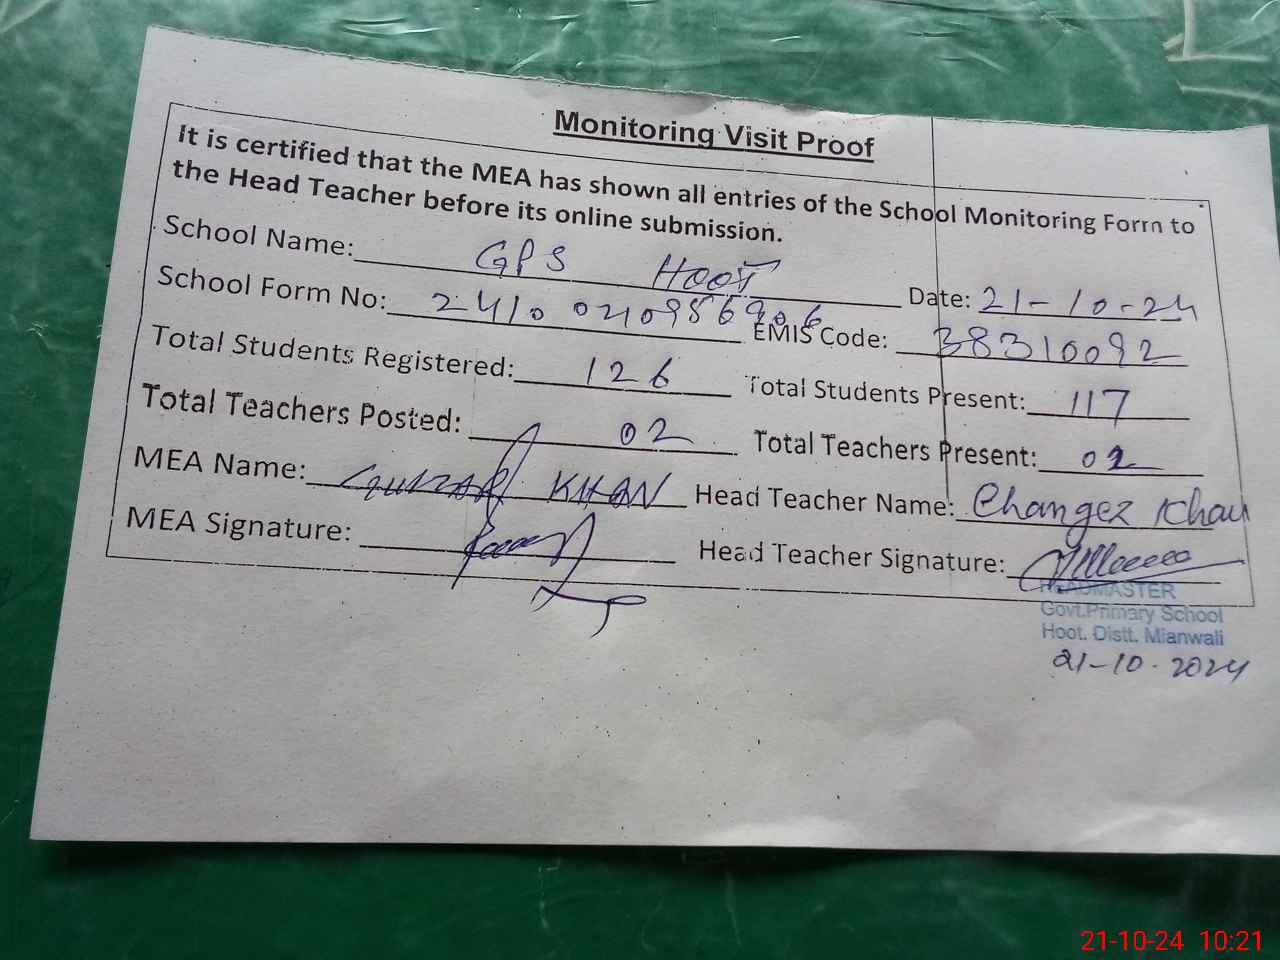 Monitoring Visit Proof
It is certified that the MEA has shown all entries of the School Monitoring Form to
the Head Teacher before its online submission.
School Name: GPS HOOT Date: 21-10-24
School Form No: EMIS Code: 38310092
Total Students Registered: 126 Total Students Present: 117
Total Teachers Posted: 02 Total Teachers Present: 02
MEA Name: GULZAR KHAN Head Teacher Name: Changez Khan
MEA Signature: Head Teacher Signature:
HEADMASTER
Govt.Primary School
Hoot. Distt. Mianwali
21-10-2024
21-10-24 10:21